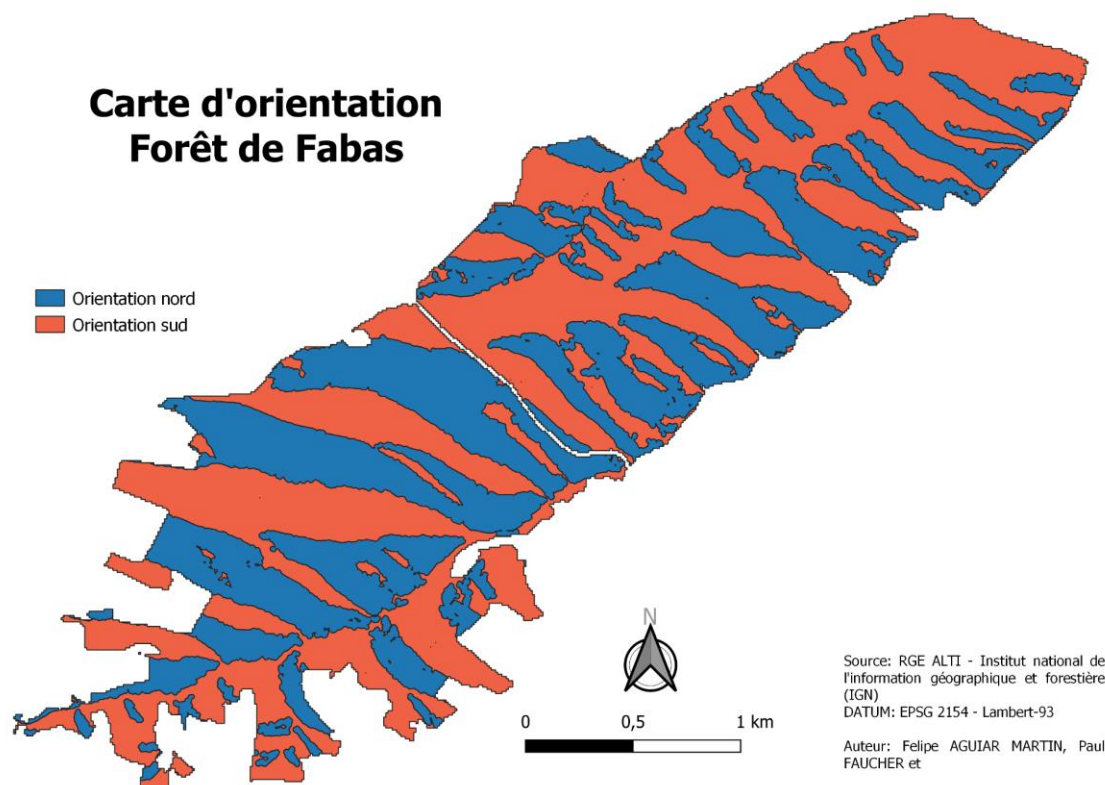 Carte d'orientation
Forêt de Fabas
Orientation nord
Orientation sud
N
0 0,5 1 km
Source: RGE ALTI - Institut national de
l'information géographique et forestière
(IGN)
DATUM: EPSG 2154 - Lambert-93
Auteur: Felipe AGUIAR MARTIN, Paul
FAUCHER et